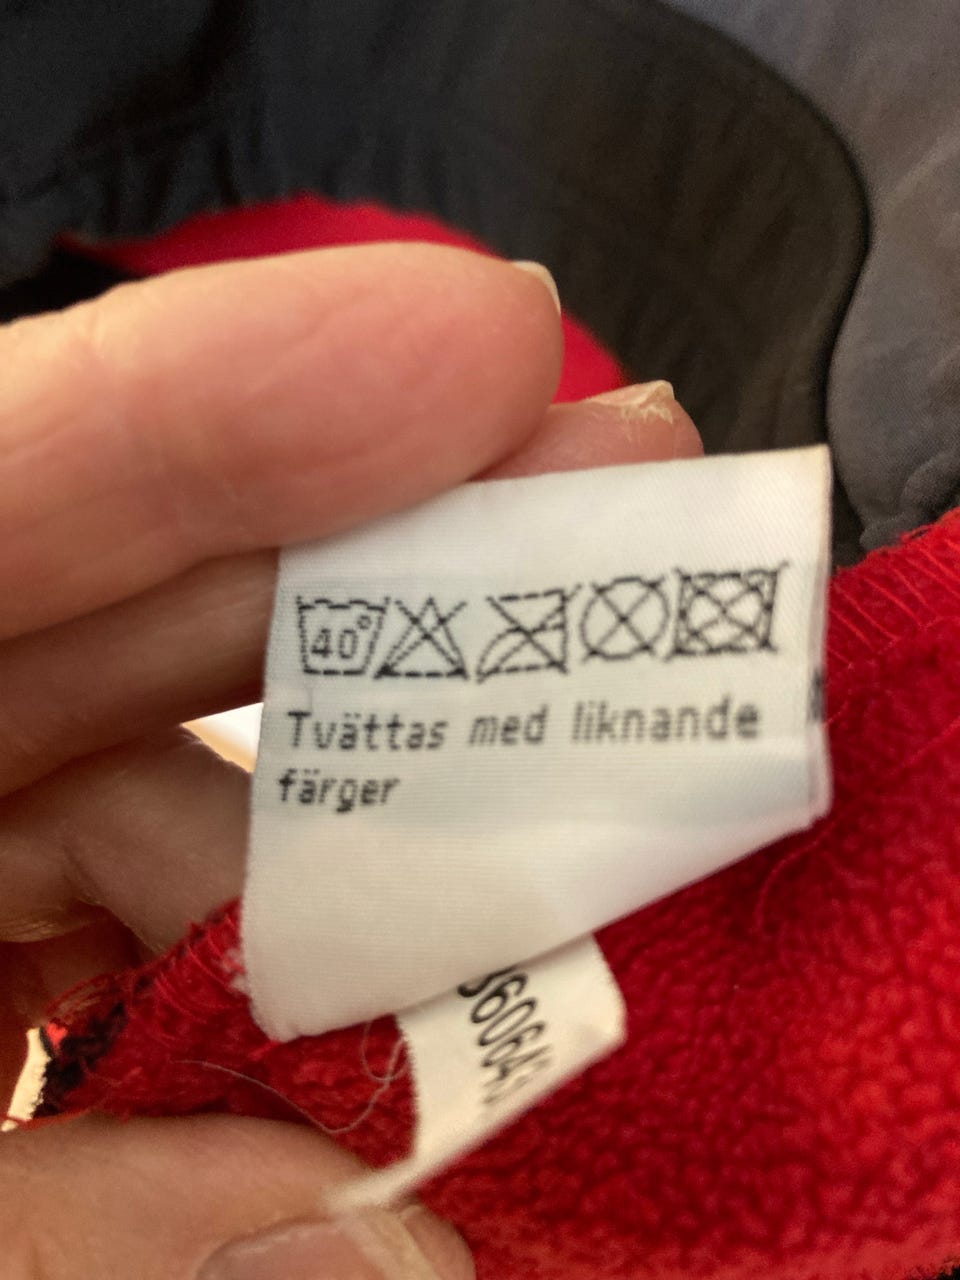 40°
Tvättas med liknande
färger